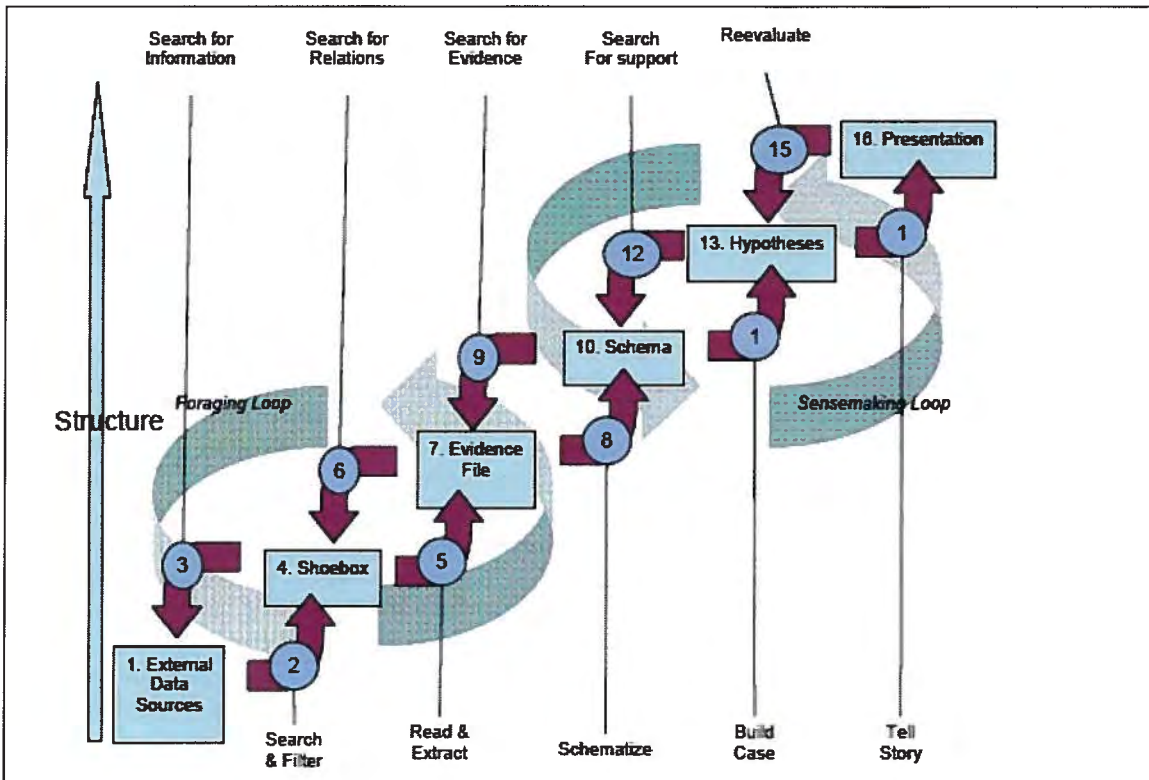 Search for
Information
Search for
Relations
Search for
Evidence
Search
For support
Reevaluate
15
16. Presentation
12
13. Hypotheses
1
9
10. Schema
1
Foraging Loop
Sensemaking Loop
Structure
6
7. Evidence
File
8
3
4. Shoebox
5
1. External
Data
Sources
2
Search
& Filter
Read &
Extract
Schematize
Build
Case
Tell
Story